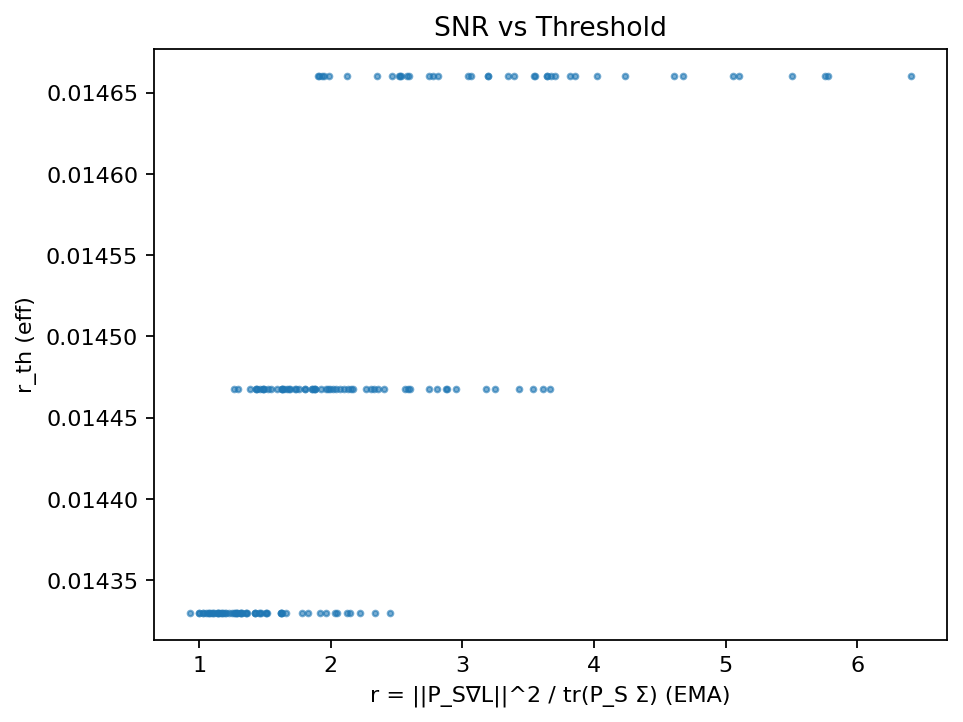 SNR vs Threshold
0.01465
0.01460
0.01455
0.01450
0.01445
0.01440
0.01435
r_th (eff)
1 2 3 4 5 6
r = ||P_S∇L||^2 / tr(P_S Σ) (EMA)